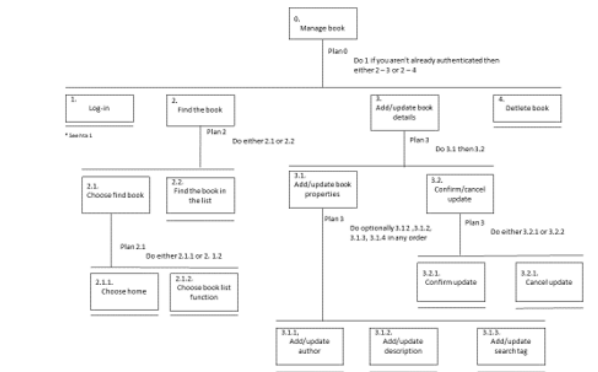 0.
Manage book
Plan0
Do 1 if you aren't already authenticated then
either 2 – 3 or 2 – 4
1.
Log-in
2.
Find the book
3.
Add/update book
details
4.
Detlete book
Plan 2
Do either 2.1 or 2.2
Plan 3
Do 3.1 then 3.2
2.1.
Choose find book
2.2.
Find the book in
the list
3.1.
Add/update book
properties
3.2.
Confirm/cancel
update
Plan 3
Do optionally 3.12 ,3.1.2,
3.1.3, 3.1.4 in any order
Plan 3
Do either 3.2.1 or 3.2.2
Plan 2.1
Do either 2.1.1 or 2. 1.2
2.1.1.
Choose home
2.1.2.
Choose book list
function
3.2.1.
Confirm update
3.2.1.
Cancel update
3.1.1,
Add/update
author
3.1.2.
Add/update
description
3.1.3.
Add/update
search tag